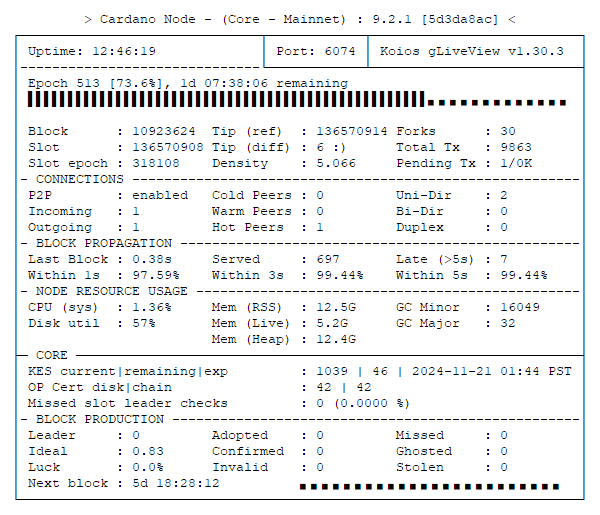 > Cardano Node - (Core - Mainnet) : 9.2.1 [5d3da8ac] <
Uptime: 12:46:19 Port: 6074 Koios gLiveView v1.30.3
Epoch 513 [73.6%], 1d 07:38:06 remaining
Block : 10923624 Tip (ref) : 136570914 Forks : 30
Slot : 136570908 Tip (diff) : 6 :) Total Tx : 9863
Slot epoch : 318108 Density : 5.066 Pending Tx : 1/0K
- CONNECTIONS
P2P : enabled Cold Peers : 0 Uni-Dir : 2
Incoming : 1 Warm Peers : 0 Bi-Dir : 0
Outgoing : 1 Hot Peers : 1 Duplex : 0
- BLOCK PROPAGATION
Last Block : 0.38s Served : 697 Late (>5s) : 7
Within 1s : 97.59% Within 3s : 99.44% Within 5s : 99.44%
- NODE RESOURCE USAGE
CPU (sys) : 1.36% Mem (RSS) : 12.5G GC Minor : 16049
Disk util : 57% Mem (Live) : 5.2G GC Major : 32
Mem (Heap) : 12.4G
- CORE
KES current|remaining|exp : 1039 | 46 | 2024-11-21 01:44 PST
OP Cert disk|chain : 42 | 42
Missed slot leader checks : 0 (0.0000 %)
- BLOCK PRODUCTION
Leader : 0 Adopted : 0 Missed : 0
Ideal : 0.83 Confirmed : 0 Ghosted : 0
Luck : 0.0% Invalid : 0 Stolen : 0
Next block : 5d 18:28:12